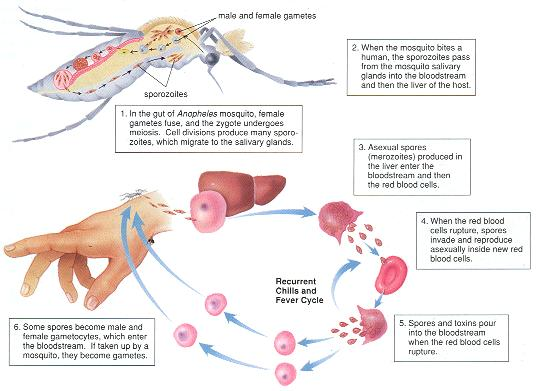 male and female gametes
sporozoites
1. In the gut of Anopheles mosquito, female
gametes fuse, and the zygote undergoes
meiosis. Cell divisions produce many sporo-
zoites, which migrate to the salivary glands.
2. When the mosquito bites a
human, the sporozoites pass
from the mosquito salivary
glands into the bloodstream
and then the liver of the host.
3. Asexual spores
(merozoites) produced in
the liver enter the
bloodstream and then
the red blood cells.
4. When the red blood
cells rupture, spores
invade and reproduce
asexually inside new red
blood cells.
Recurrent
Chills and
Fever Cycle
5. Spores and toxins pour
into the bloodstream
when the red blood cells
rupture.
6. Some spores become male and
female gametocytes, which enter
the bloodstream. If taken up by a
mosquito, they become gametes.